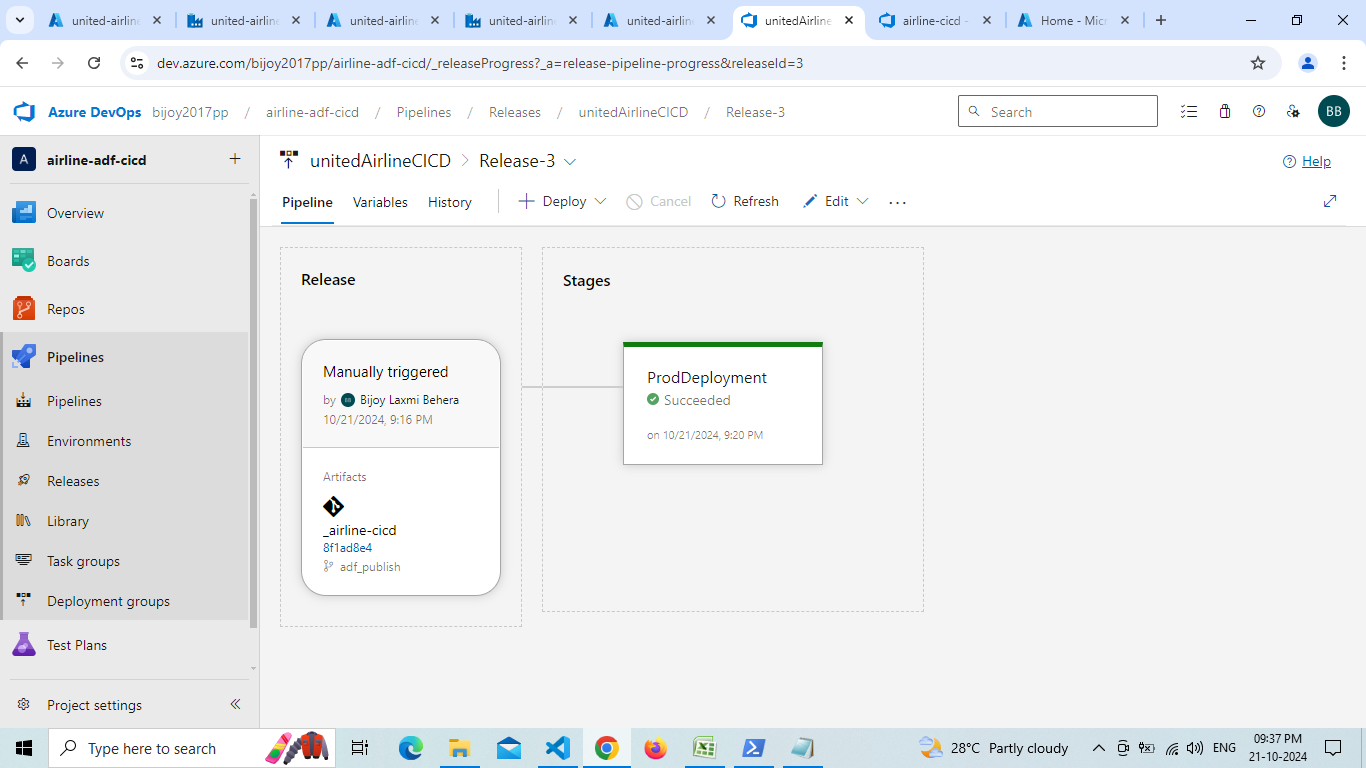 united-airline
united-airline
united-airline
united-airline
united-airline
unitedAirline
airline-cicd -
Home - Micr
dev.azure.com/bijoy2017pp/airline-adf-cicd/_releaseProgress?_a=release-pipeline-progress&releaseId=3
Azure DevOps bijoy2017pp / airline-adf-cicd / Pipelines / Releases / unitedAirlineCICD / Release-3
Search
BB
A airline-adf-cicd
unitedAirlineCICD > Release-3
Help
Pipeline Variables History Deploy Cancel Refresh Edit ...
Overview
Boards
Repos
Pipelines
Pipelines
Environments
Releases
Library
Task groups
Deployment groups
Test Plans
Project settings
Release
Manually triggered
by BB Bijoy Laxmi Behera
10/21/2024, 9:16 PM
Artifacts
_airline-cicd
8f1ad8e4
adf_publish
Stages
ProdDeployment
Succeeded
on 10/21/2024, 9:20 PM
Type here to search
28°C Partly cloudy
ENG
09:37 PM
21-10-2024